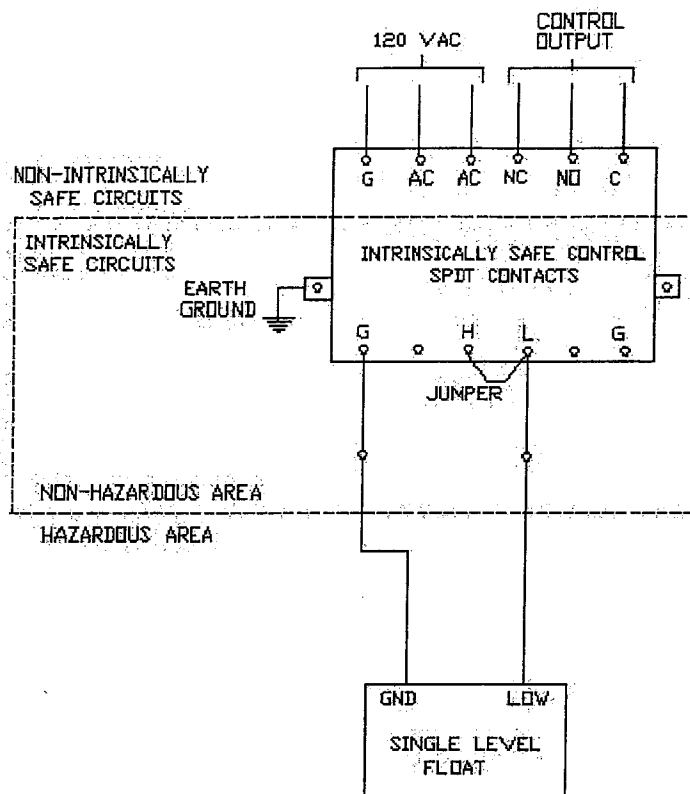 120 VAC
CONTROL
OUTPUT
G AC AC NC NO C
NON-INTRINSICALLY
SAFE CIRCUITS
INTRINSICALLY
SAFE CIRCUITS
INTRINSICALLY SAFE CONTROL
SPDT CONTACTS
EARTH
GROUND
G H L G
JUMPER
NON-HAZARDOUS AREA
HAZARDOUS AREA
GND LOW
SINGLE LEVEL
FLOAT